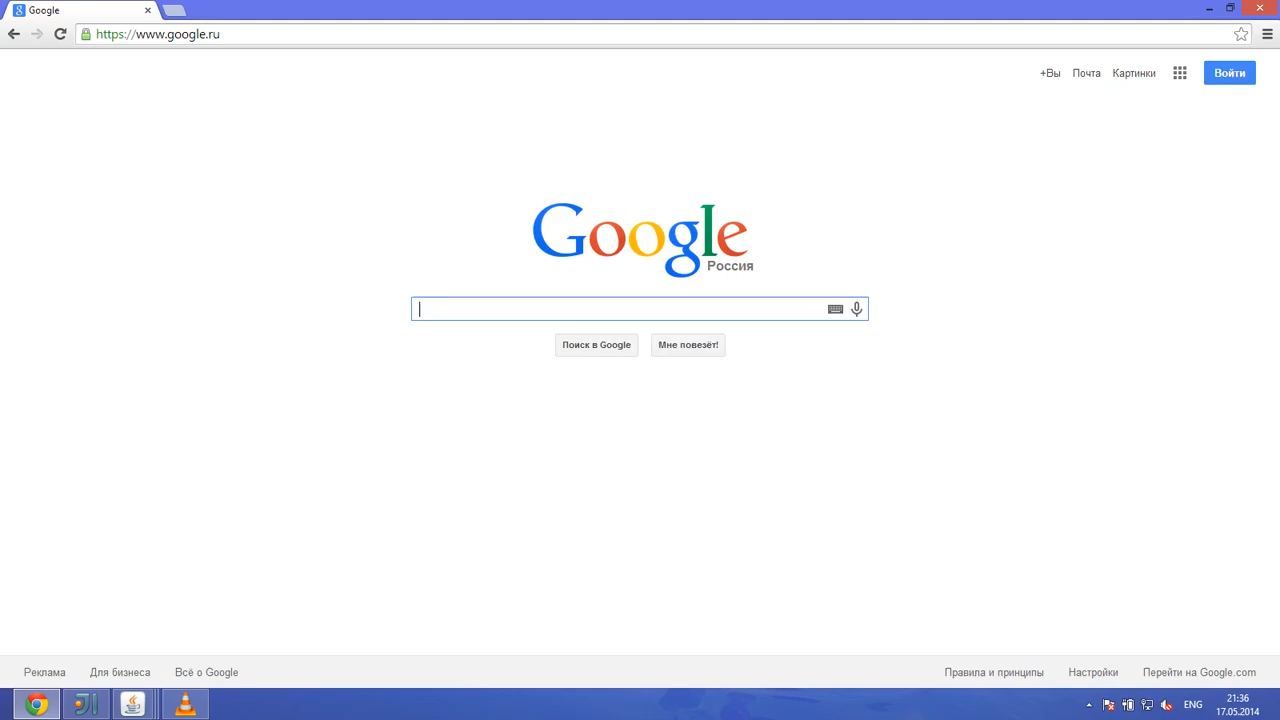 Google
https://www.google.ru
+Вы Почта Картинки Войти
Google
Россия
Поиск в Google Мне повезёт!
Реклама Для бизнеса Всё о Google Правила и принципы Настройки Перейти на Google.com
ENG 21:36
17.05.2014